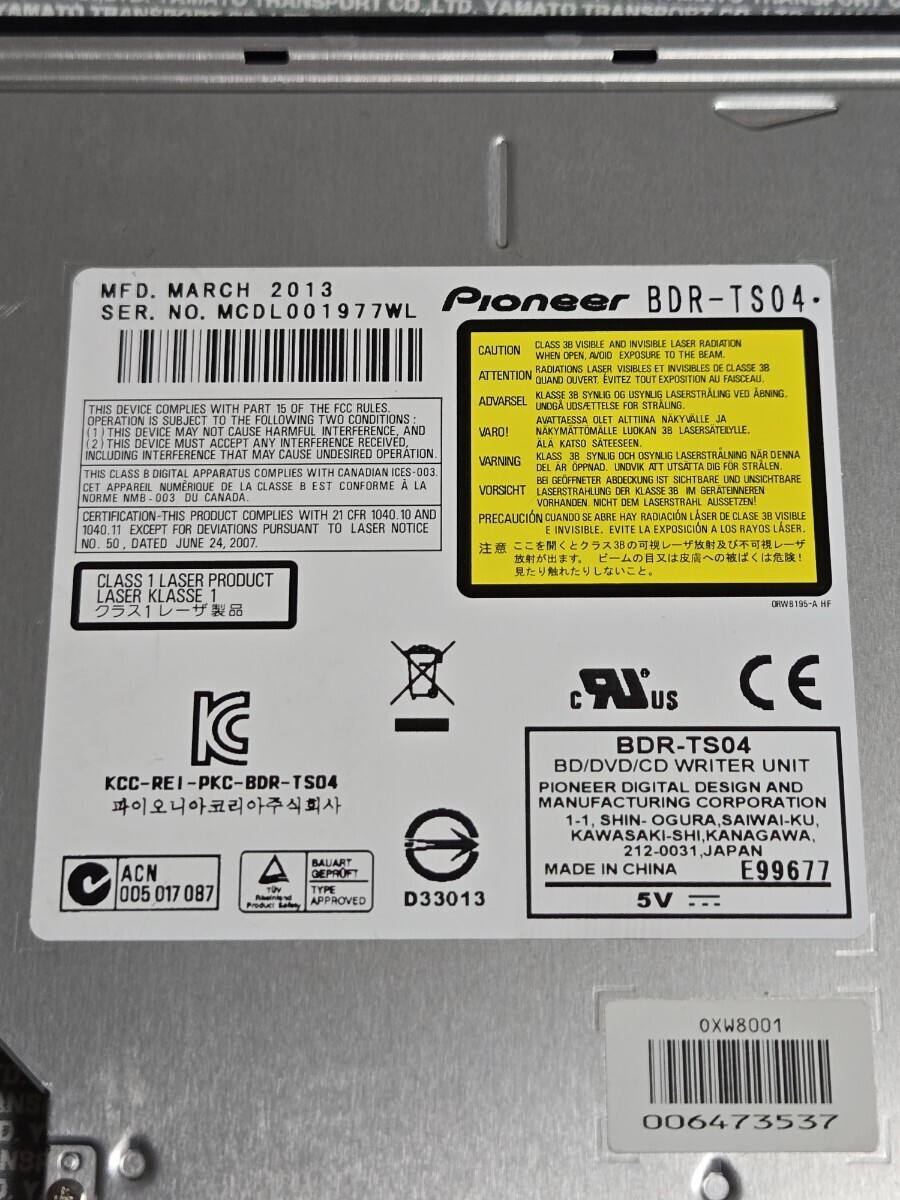 YAMATO TRANSPORT CO.,LTD. YAMATO TRANSPORT CO.,LTD.
MFD. MARCH 2013
SER. NO. MCDL001977WL
Pioneer BDR-TS04
THIS DEVICE COMPLIES WITH PART 15 OF THE FCC RULES.
OPERATION IS SUBJECT TO THE FOLLOWING TWO CONDITIONS :
(1) THIS DEVICE MAY NOT CAUSE HARMFUL INTERFERENCE, AND
(2) THIS DEVICE MUST ACCEPT ANY INTERFERENCE RECEIVED,
INCLUDING INTERFERENCE THAT MAY CAUSE UNDESIRED OPERATION.
THIS CLASS B DIGITAL APPARATUS COMPLIES WITH CANADIAN ICES-003.
CET APPAREIL NUMÉRIQUE DE LA CLASSE B EST CONFORME À LA
NORME NMB-003 DU CANADA.
CERTIFICATION-THIS PRODUCT COMPLIES WITH 21 CFR 1040.10 AND
1040.11 EXCEPT FOR DEVIATIONS PURSUANT TO LASER NOTICE
NO. 50, DATED JUNE 24, 2007.
CLASS 1 LASER PRODUCT
LASER KLASSE 1
クラス1 レーザ製品
CAUTION CLASS 3B VISIBLE AND INVISIBLE LASER RADIATION
WHEN OPEN, AVOID EXPOSURE TO THE BEAM.
ATTENTION RADIATIONS LASER VISIBLES ET INVISIBLES DE CLASSE 3B
QUAND OUVERT. ÉVITEZ TOUT EXPOSITION AU FAISCEAU.
ADVARSEL KLASSE 3B SYNLIG OG USYNLIG LASERSTRÅLING VED ÅBNING.
UNDGÅ UDSÆTTELSE FOR STRÅLING.
VARO! AVATTAESSA OLET ALTTIINA NÄKYVÄLLE JA
NÄKYMÄTTÖMÄLLE LUOKAN 3B LASERSÄTEILYLLE.
ÄLÄ KATSO SÄTEESEEN.
VARNING KLASS 3B SYNLIG OCH OSYNLIG LASERSTRÅLNING NÄR DENNA
DEL ÄR ÖPPNAD. UNDVIK ATT UTSÄTTA DIG FÖR STRÅLEN.
VORSICHT BEI GEÖFFNETER ABDECKUNG IST SICHTBARE UND UNSICHTBARE
LASERSTRAHLUNG DER KLASSE 3B IM GERÄTEINNEREN
VORHANDEN. NICHT DEM LASERSTRAHL AUSSETZEN!
PRECAUCIÓN CUANDO SE ABRE HAY RADIACIÓN LÁSER DE CLASE 3B VISIBLE
E INVISIBLE. EVITE LA EXPOSICIÓN A LOS RAYOS LÁSER.
注意 ここを開くとクラス3Bの可視レーザ放射及び不可視レーザ
放射が出ます。 ビームの目又は皮膚への被ばくは危険!
見たり触れたりしないこと。
ORW8195-A HF
KCC-REI-PKC-BDR-TS04
파이오니아코리아주식회사
c RU US
CE
ACN
005 017 087
TÜV
Rheinland
Product Safety
BAUART
GEPRÜFT
TYPE
APPROVED
D33013
BDR-TS04
BD/DVD/CD WRITER UNIT
PIONEER DIGITAL DESIGN AND
MANUFACTURING CORPORATION
1-1, SHIN- OGURA,SAIWAI-KU,
KAWASAKI-SHI,KANAGAWA,
212-0031,JAPAN
MADE IN CHINA E99677
5V
0XW8001
006473537